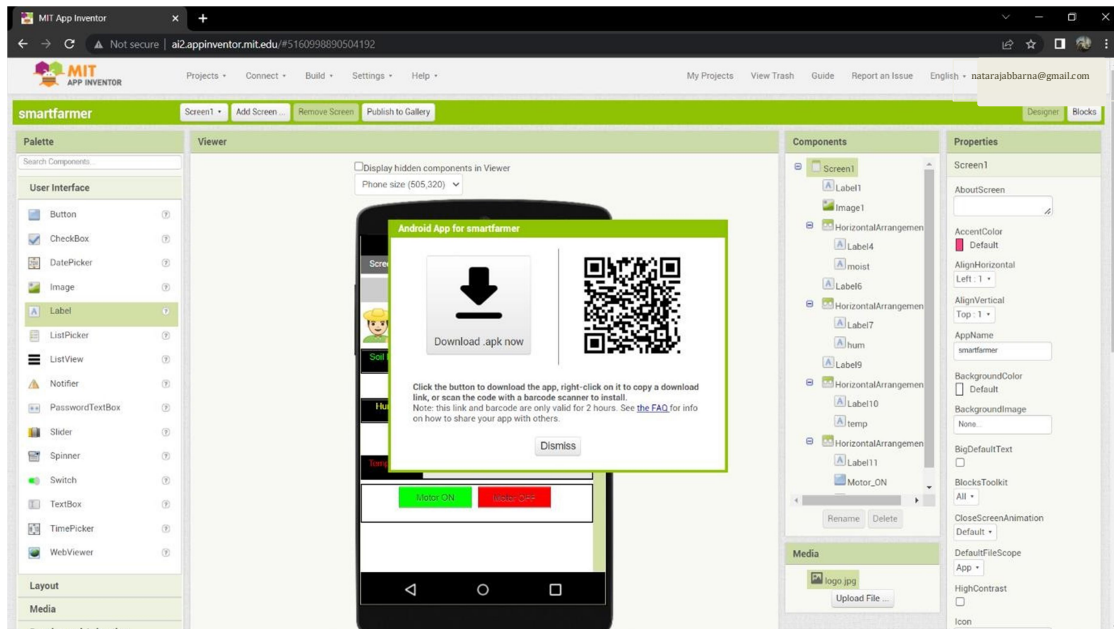 MIT App Inventor
Not secure | ai2.appinventor.mit.edu/#5160998890504192
MIT
APP INVENTOR
Projects Connect Build Settings Help My Projects View Trash Guide Report an Issue English natarajabbarna@gmail.com
smartfarmer Screen1 Add Screen ... Remove Screen Publish to Gallery Designer Blocks
Palette
Search Components...
User Interface
Button
CheckBox
DatePicker
Image
Label
ListPicker
ListView
Notifier
PasswordTextBox
Slider
Spinner
Switch
TextBox
TimePicker
WebViewer
Layout
Media
Viewer
Display hidden components in Viewer
Phone size (505,320)
Scree
Soil
Hu
Temp
Motor ON Motor OFF
Android App for smartfarmer
Download .apk now
Click the button to download the app, right-click on it to copy a download
link, or scan the code with a barcode scanner to install.
Note: this link and barcode are only valid for 2 hours. See the FAQ for info
on how to share your app with others.
Dismiss
Components
Screen1
Label1
Image1
HorizontalArrangemen
Label4
moist
Label6
HorizontalArrangemen
Label7
hum
Label9
HorizontalArrangemen
Label10
temp
HorizontalArrangemen
Label11
Motor_ON
Rename Delete
Media
logo.jpg
Upload File ...
Properties
Screen1
AboutScreen
AccentColor
Default
AlignHorizontal
Left : 1
AlignVertical
Top : 1
AppName
smartfarmer
BackgroundColor
Default
BackgroundImage
None...
BigDefaultText
BlocksToolkit
All
CloseScreenAnimation
Default
DefaultFileScope
App
HighContrast
Icon